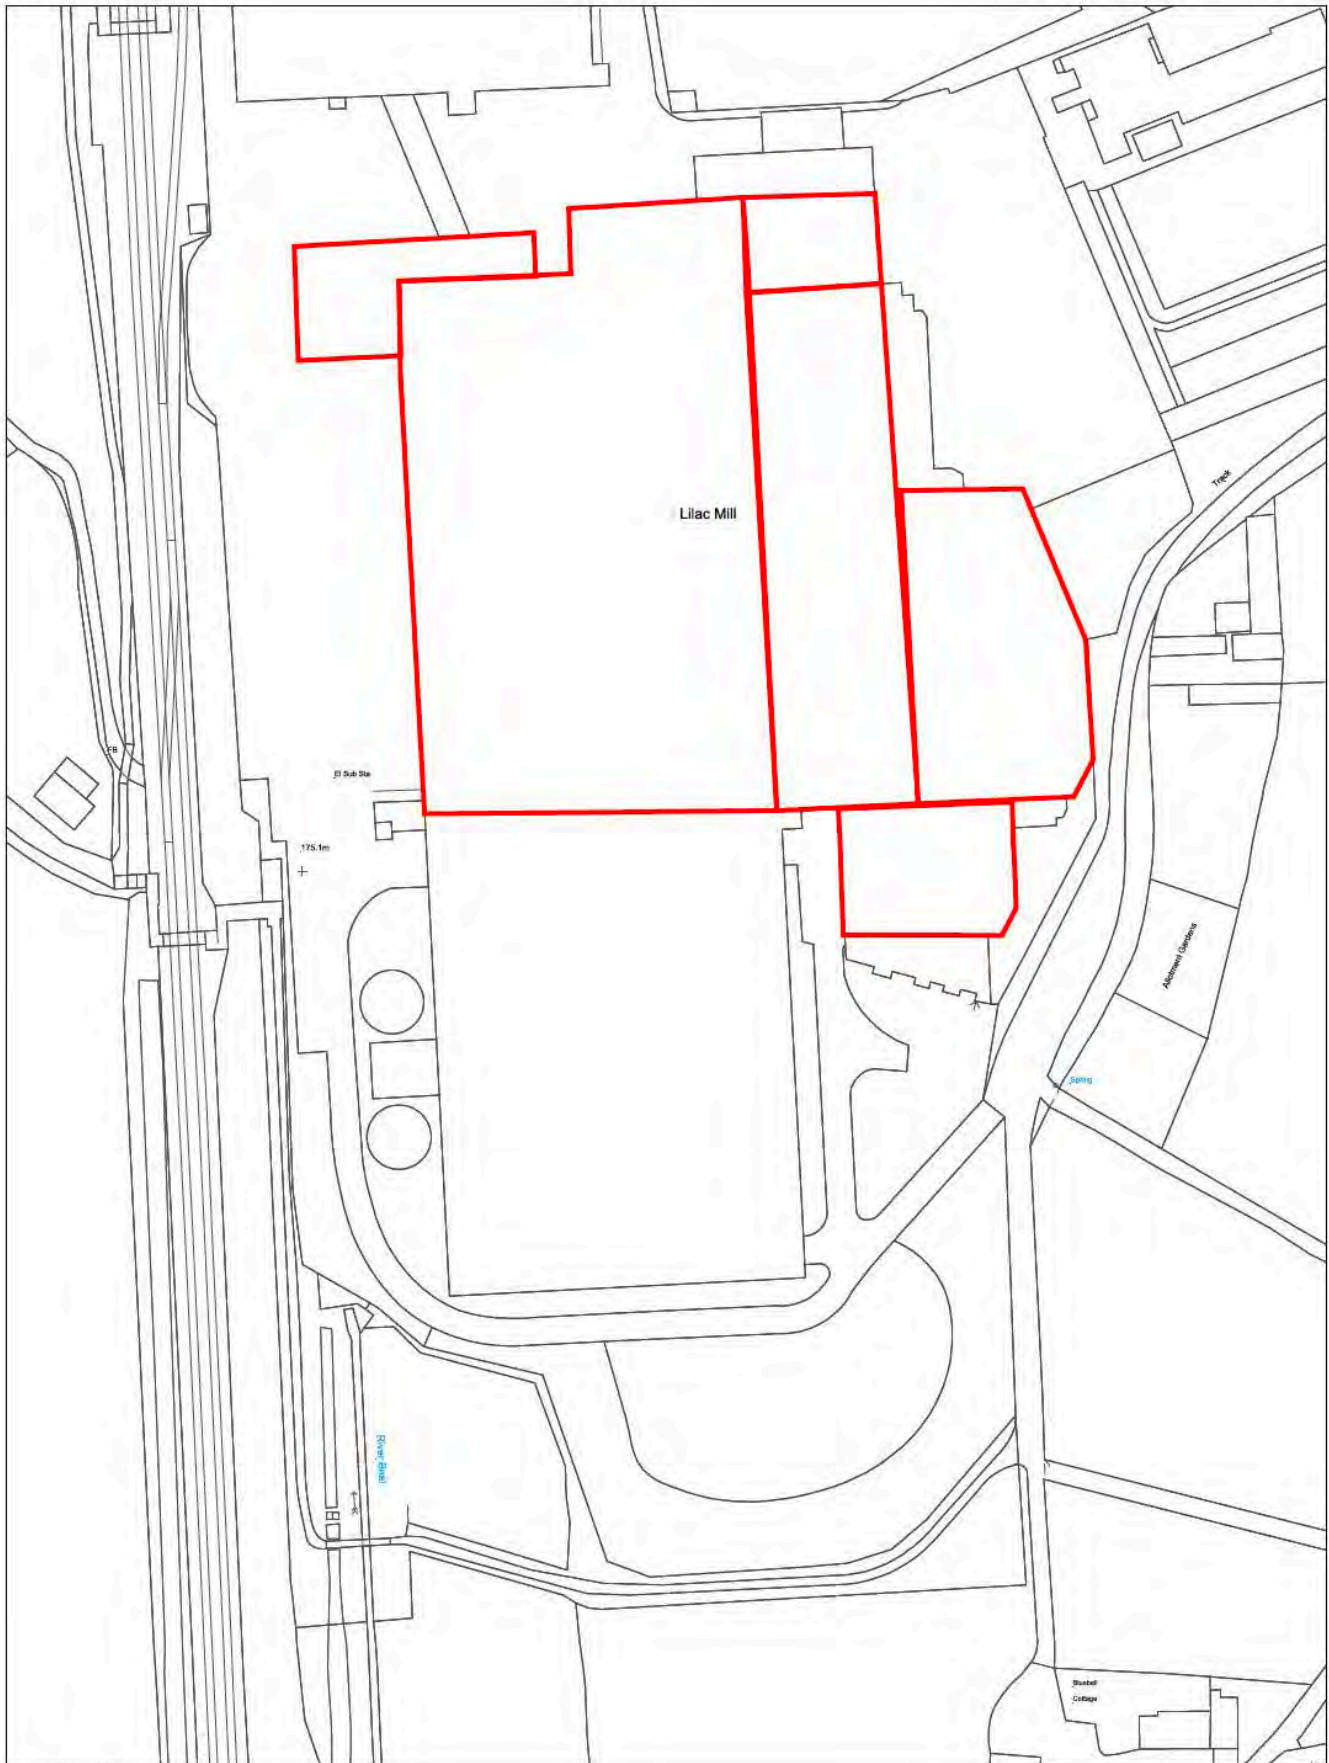 Track
Lilac Mill
FB
El Sub Sta
175.1m
Allotment Gardens
Spring
River Beal
Bluebell
Cottage